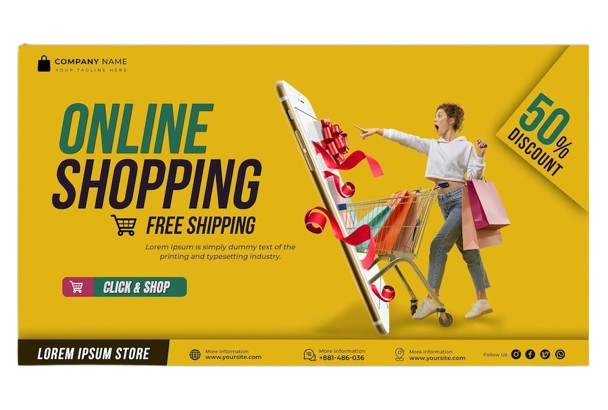 COMPANY NAME
YOUR TAGLINE HERE
ONLINE
SHOPPING
FREE SHIPPING
Lorem Ipsum is simply dummy text of the
printing and typesetting industry.
CLICK & SHOP
50%
DISCOUNT
LOREM IPSUM STORE
More information
www.yoursite.com
More Information
+881-486-036
More information
www.yoursite.com
Follow Us